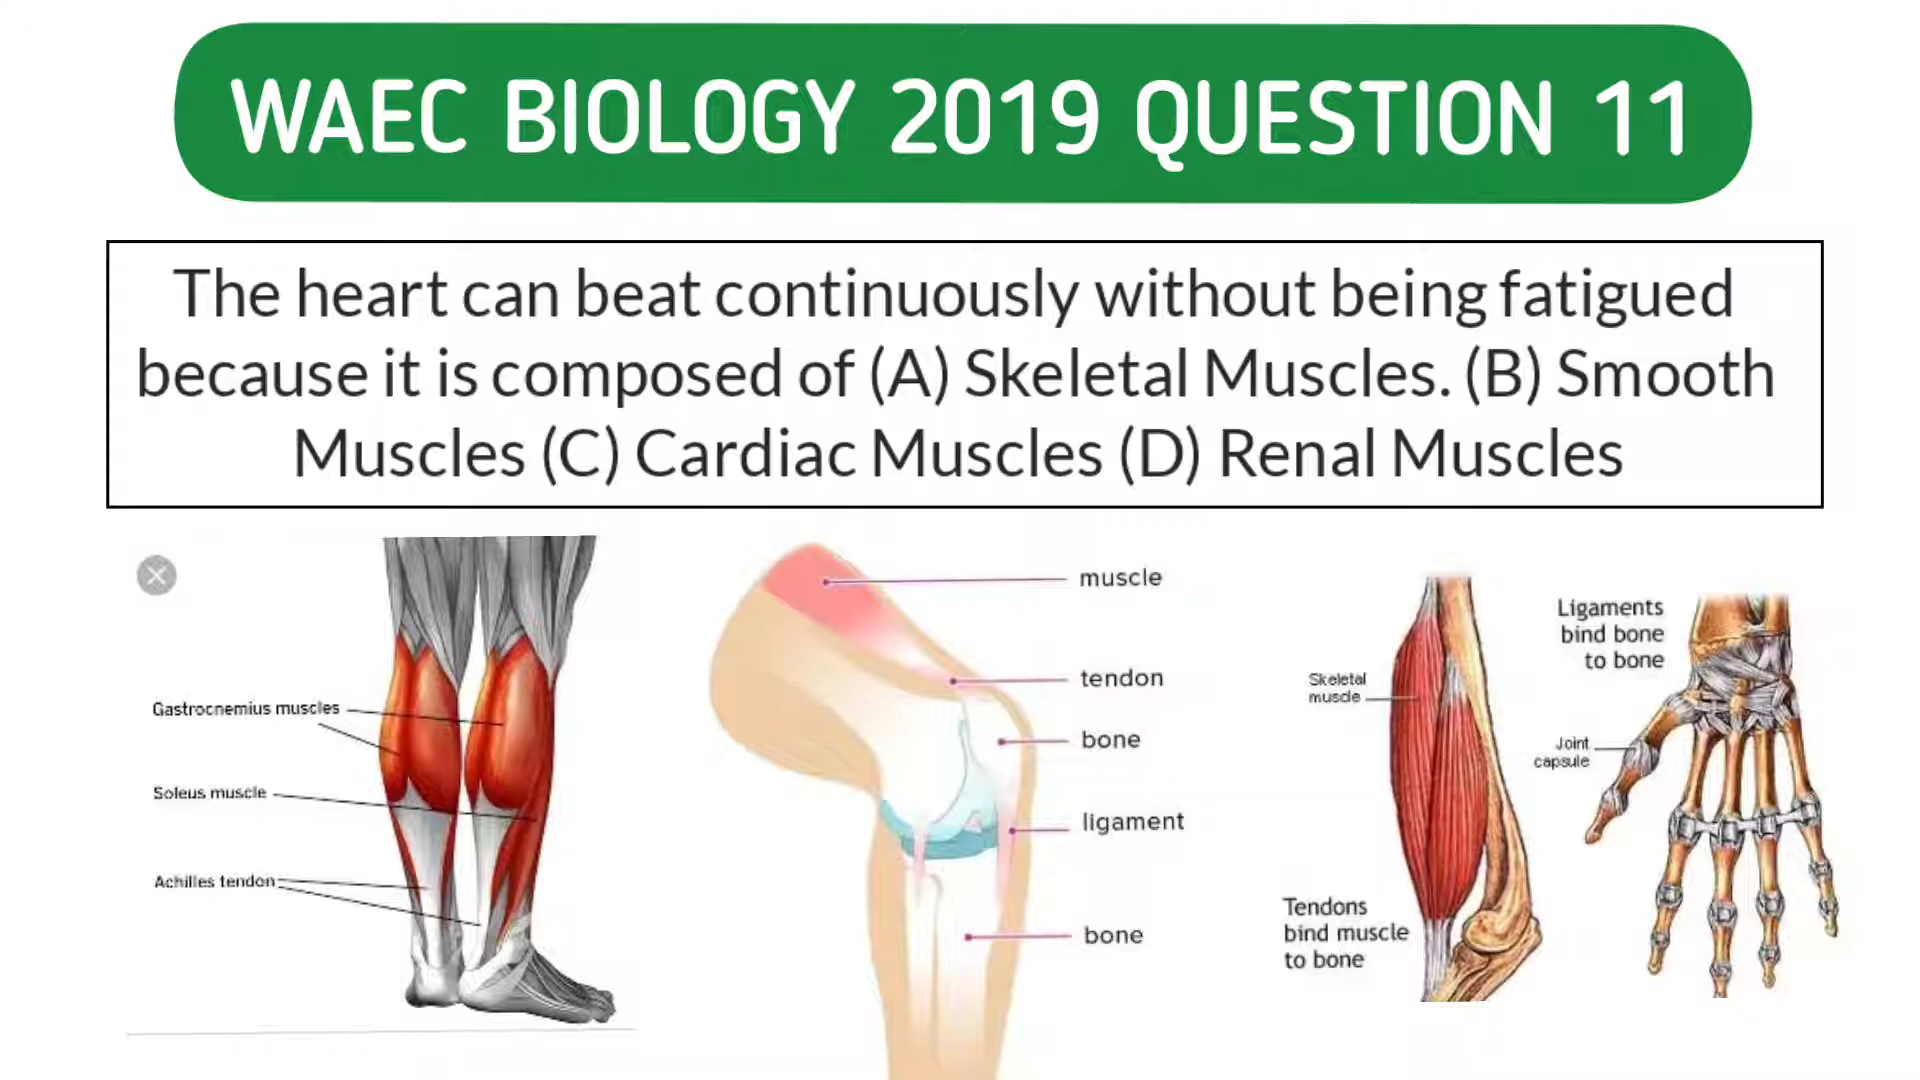 WAEC BIOLOGY 2019 QUESTION 11
The heart can beat continuously without being fatigued
because it is composed of (A) Skeletal Muscles. (B) Smooth
Muscles (C) Cardiac Muscles (D) Renal Muscles
Gastrocnemius muscles
Soleus muscle
Achilles tendon
muscle
tendon
bone
ligament
bone
Skeletal
muscle
Tendons
bind muscle
to bone
Ligaments
bind bone
to bone
Joint
capsule